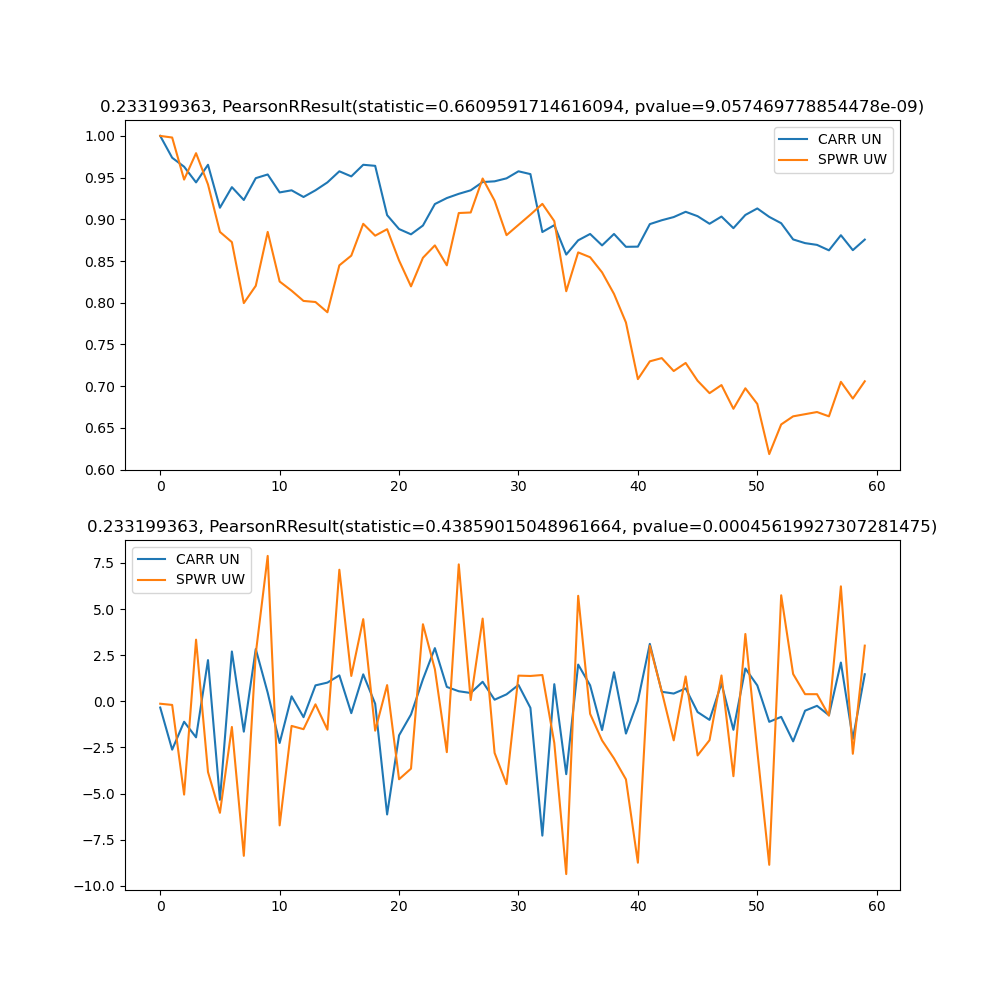 0.233199363, PearsonRResult(statistic=0.6609591714616094, pvalue=9.057469778854478e-09)
1.00
0.95
0.90
0.85
0.80
0.75
0.70
0.65
0.60
CARR UN
SPWR UW
0 10 20 30 40 50 60
0.233199363, PearsonRResult(statistic=0.43859015048961664, pvalue=0.00045619927307281475)
7.5
5.0
2.5
0.0
−2.5
−5.0
−7.5
−10.0
CARR UN
SPWR UW
0 10 20 30 40 50 60